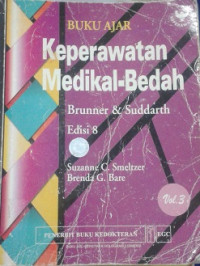 BUKU AJAR
Keperawatan
Medikal-Bedah
Brunner & Suddarth
Edisi 8
Suzanne C. Smeltzer
Brenda G. Bare
Vol. 3
PENERBIT BUKU KEDOKTERAN EGC